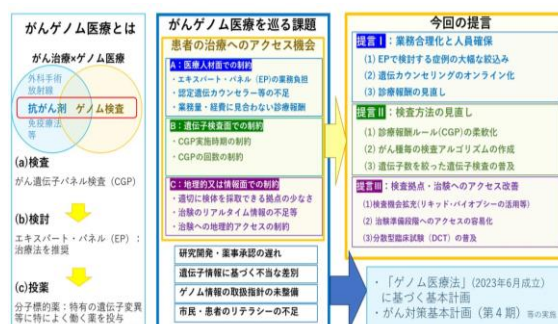 がんゲノム医療とは
がん治療×ゲノム医療
外科手術
放射線
抗がん剤
ゲノム検査
免疫療法
等
(a)検査
がん遺伝子パネル検査（CGP）
(b)検討
エキスパート・パネル（EP）：
治療法を推奨
(c)投薬
分子標的薬：特有の遺伝子変異
等に特によく働く薬を投与
がんゲノム医療を巡る課題
患者の治療へのアクセス機会
A：医療人材面での制約
・エキスパート・パネル（EP)の業務負担
・認定遺伝カウンセラー等の不足
・業務量・経費に見合わない診療報酬
B：遺伝子検査面での制約
・CGP実施時期の制約
・CGPの回数の制約
C：地理的又は情報面での制約
・適切に検体を採取できる拠点の少なさ
・治験のリアルタイム情報の不足等
・治験への地理的アクセスの制約
研究開発・薬事承認の遅れ
遺伝子情報に基づく不当な差別
ゲノム情報の取扱指針の未整備
市民・患者のリテラシーの不足
今回の提言
提言Ⅰ：業務合理化と人員確保
(1) EPで検討する症例の大幅な絞込み
(2) 遺伝カウンセリングのオンライン化
(3) 診療報酬の見直し
提言Ⅱ：検査方法の見直し
(1) 診療報酬ルール(CGP)の柔軟化
(2) がん種毎の検査アルゴリズムの作成
(3) 遺伝子数を絞った遺伝子検査の普及
提言Ⅲ：検査拠点・治験へのアクセス改善
(1)検査機会拡充(リキッド・バイオプシーの活用等)
(2) 治験準備段階へのアクセスの容易化
(3)分散型臨床試験（DCT）の普及
・「ゲノム医療法」(2023年6月成立)
に基づく基本計画
・がん対策基本計画（第４期）等の実施